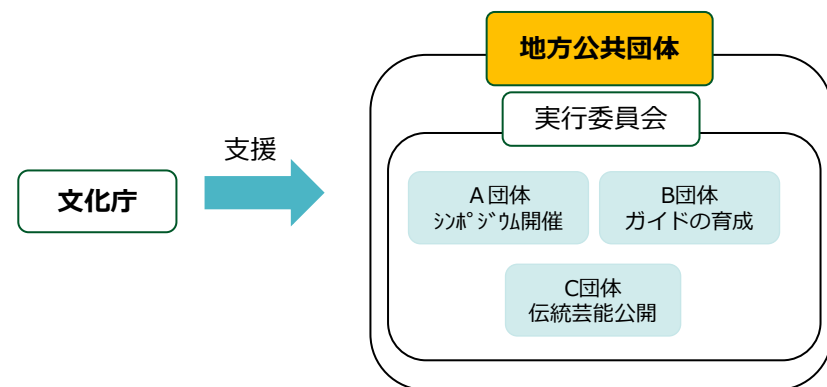 地方公共団体
実行委員会
支援
文化庁
A団体
ｼﾝﾎﾟｼﾞｳﾑ開催
B団体
ガイドの育成
C団体
伝統芸能公開